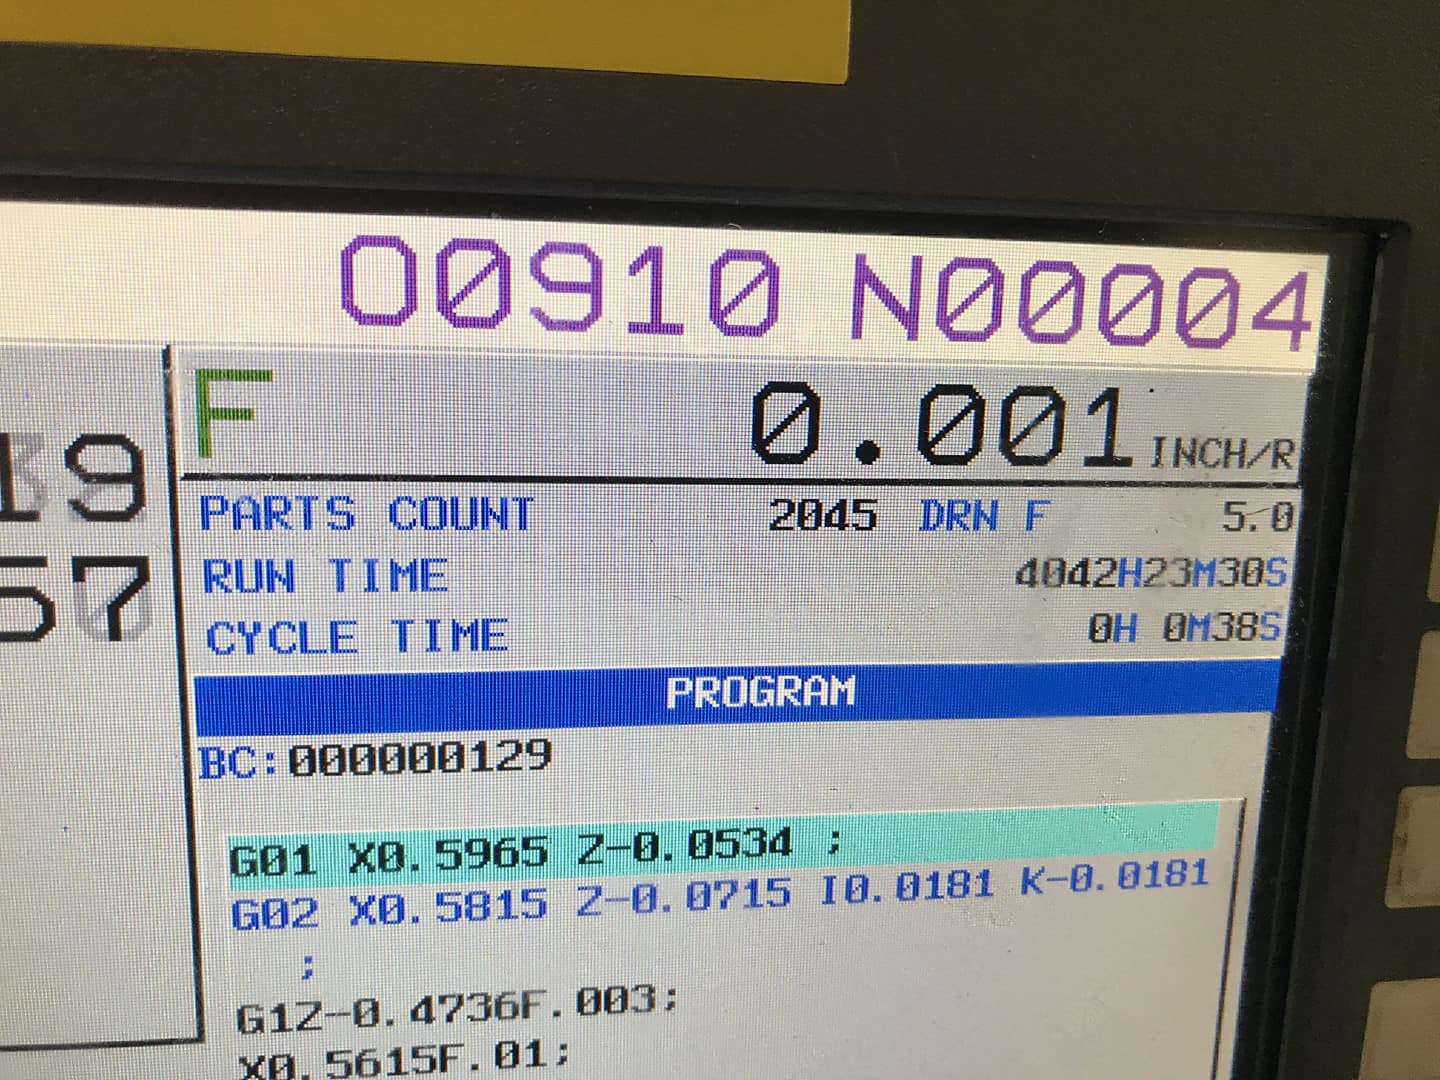 O0910 N00004
F 0.001 INCH/R
19
PARTS COUNT 2045 DRN F 5.0
RUN TIME 4042H23M30S
57
CYCLE TIME 0H 0M38S
PROGRAM
BC:000000129
G01 X0.5965 Z-0.0534 ;
G02 X0.5815 Z-0.0715 I0.0181 K-0.0181
;
G1Z-0.4736F.003;
X0.5615F.01;